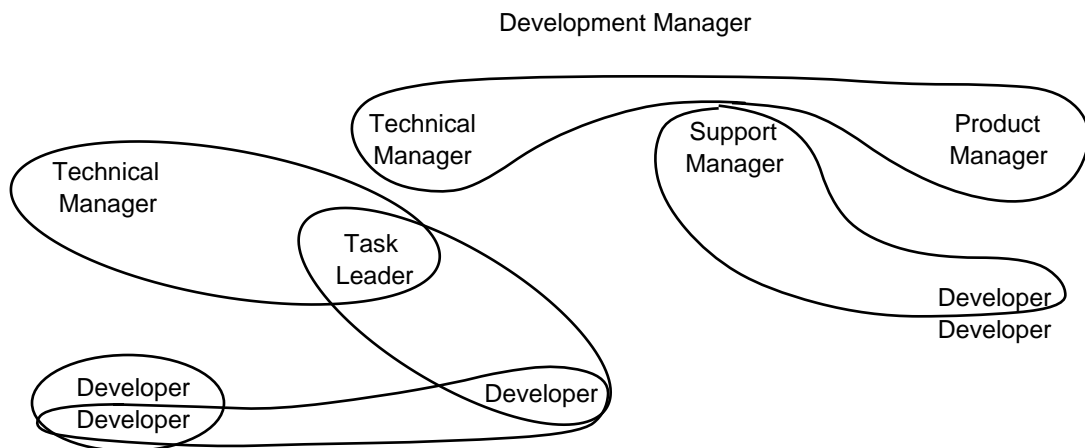 Development Manager
Technical
Manager
Support
Manager
Product
Manager
Technical
Manager
Task
Leader
Developer
Developer
Developer
Developer
Developer